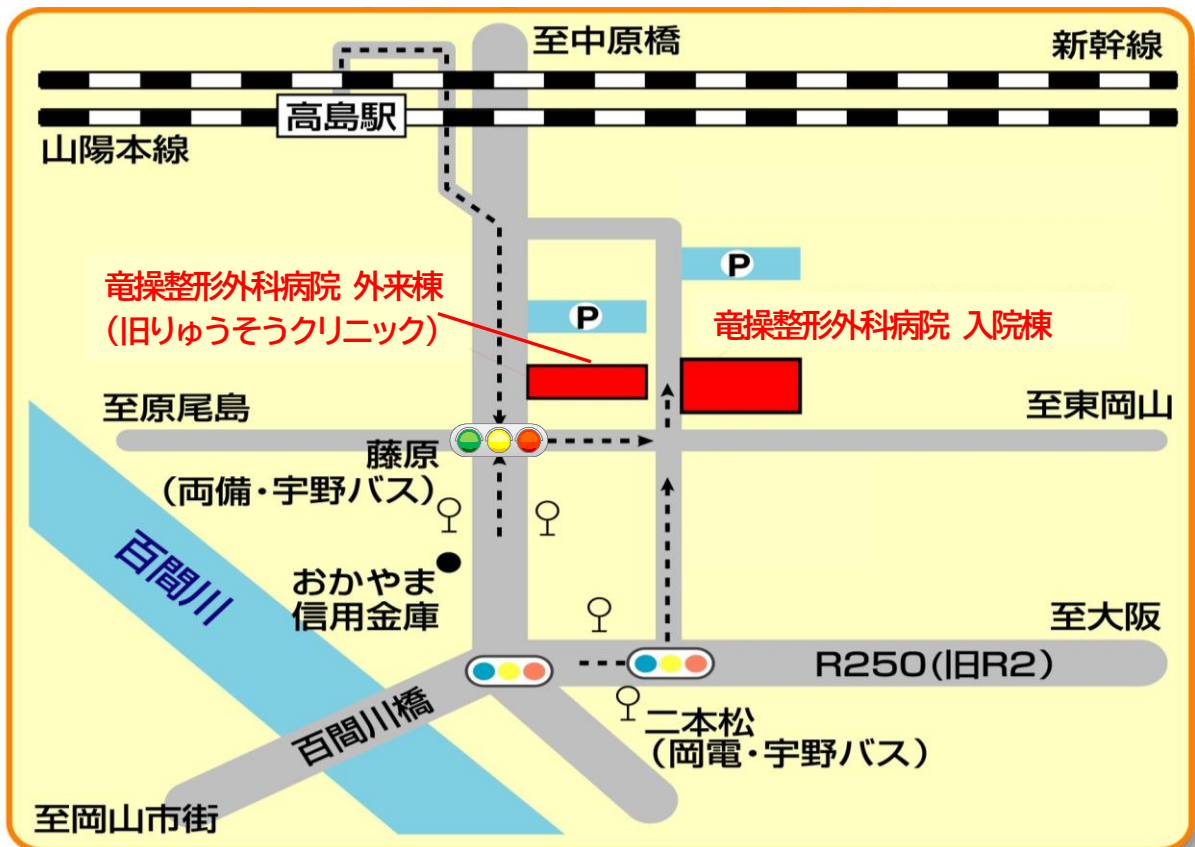 至中原橋
新幹線
高島駅
山陽本線
P
竜操整形外科病院 外来棟
(旧りゅうそうクリニック)
P
竜操整形外科病院 入院棟
至原尾島
至東岡山
藤原
(両備・宇野バス)
百間川
おかやま
信用金庫
至大阪
R250(旧R2)
百間川橋
二本松
(岡電・宇野バス)
至岡山市街